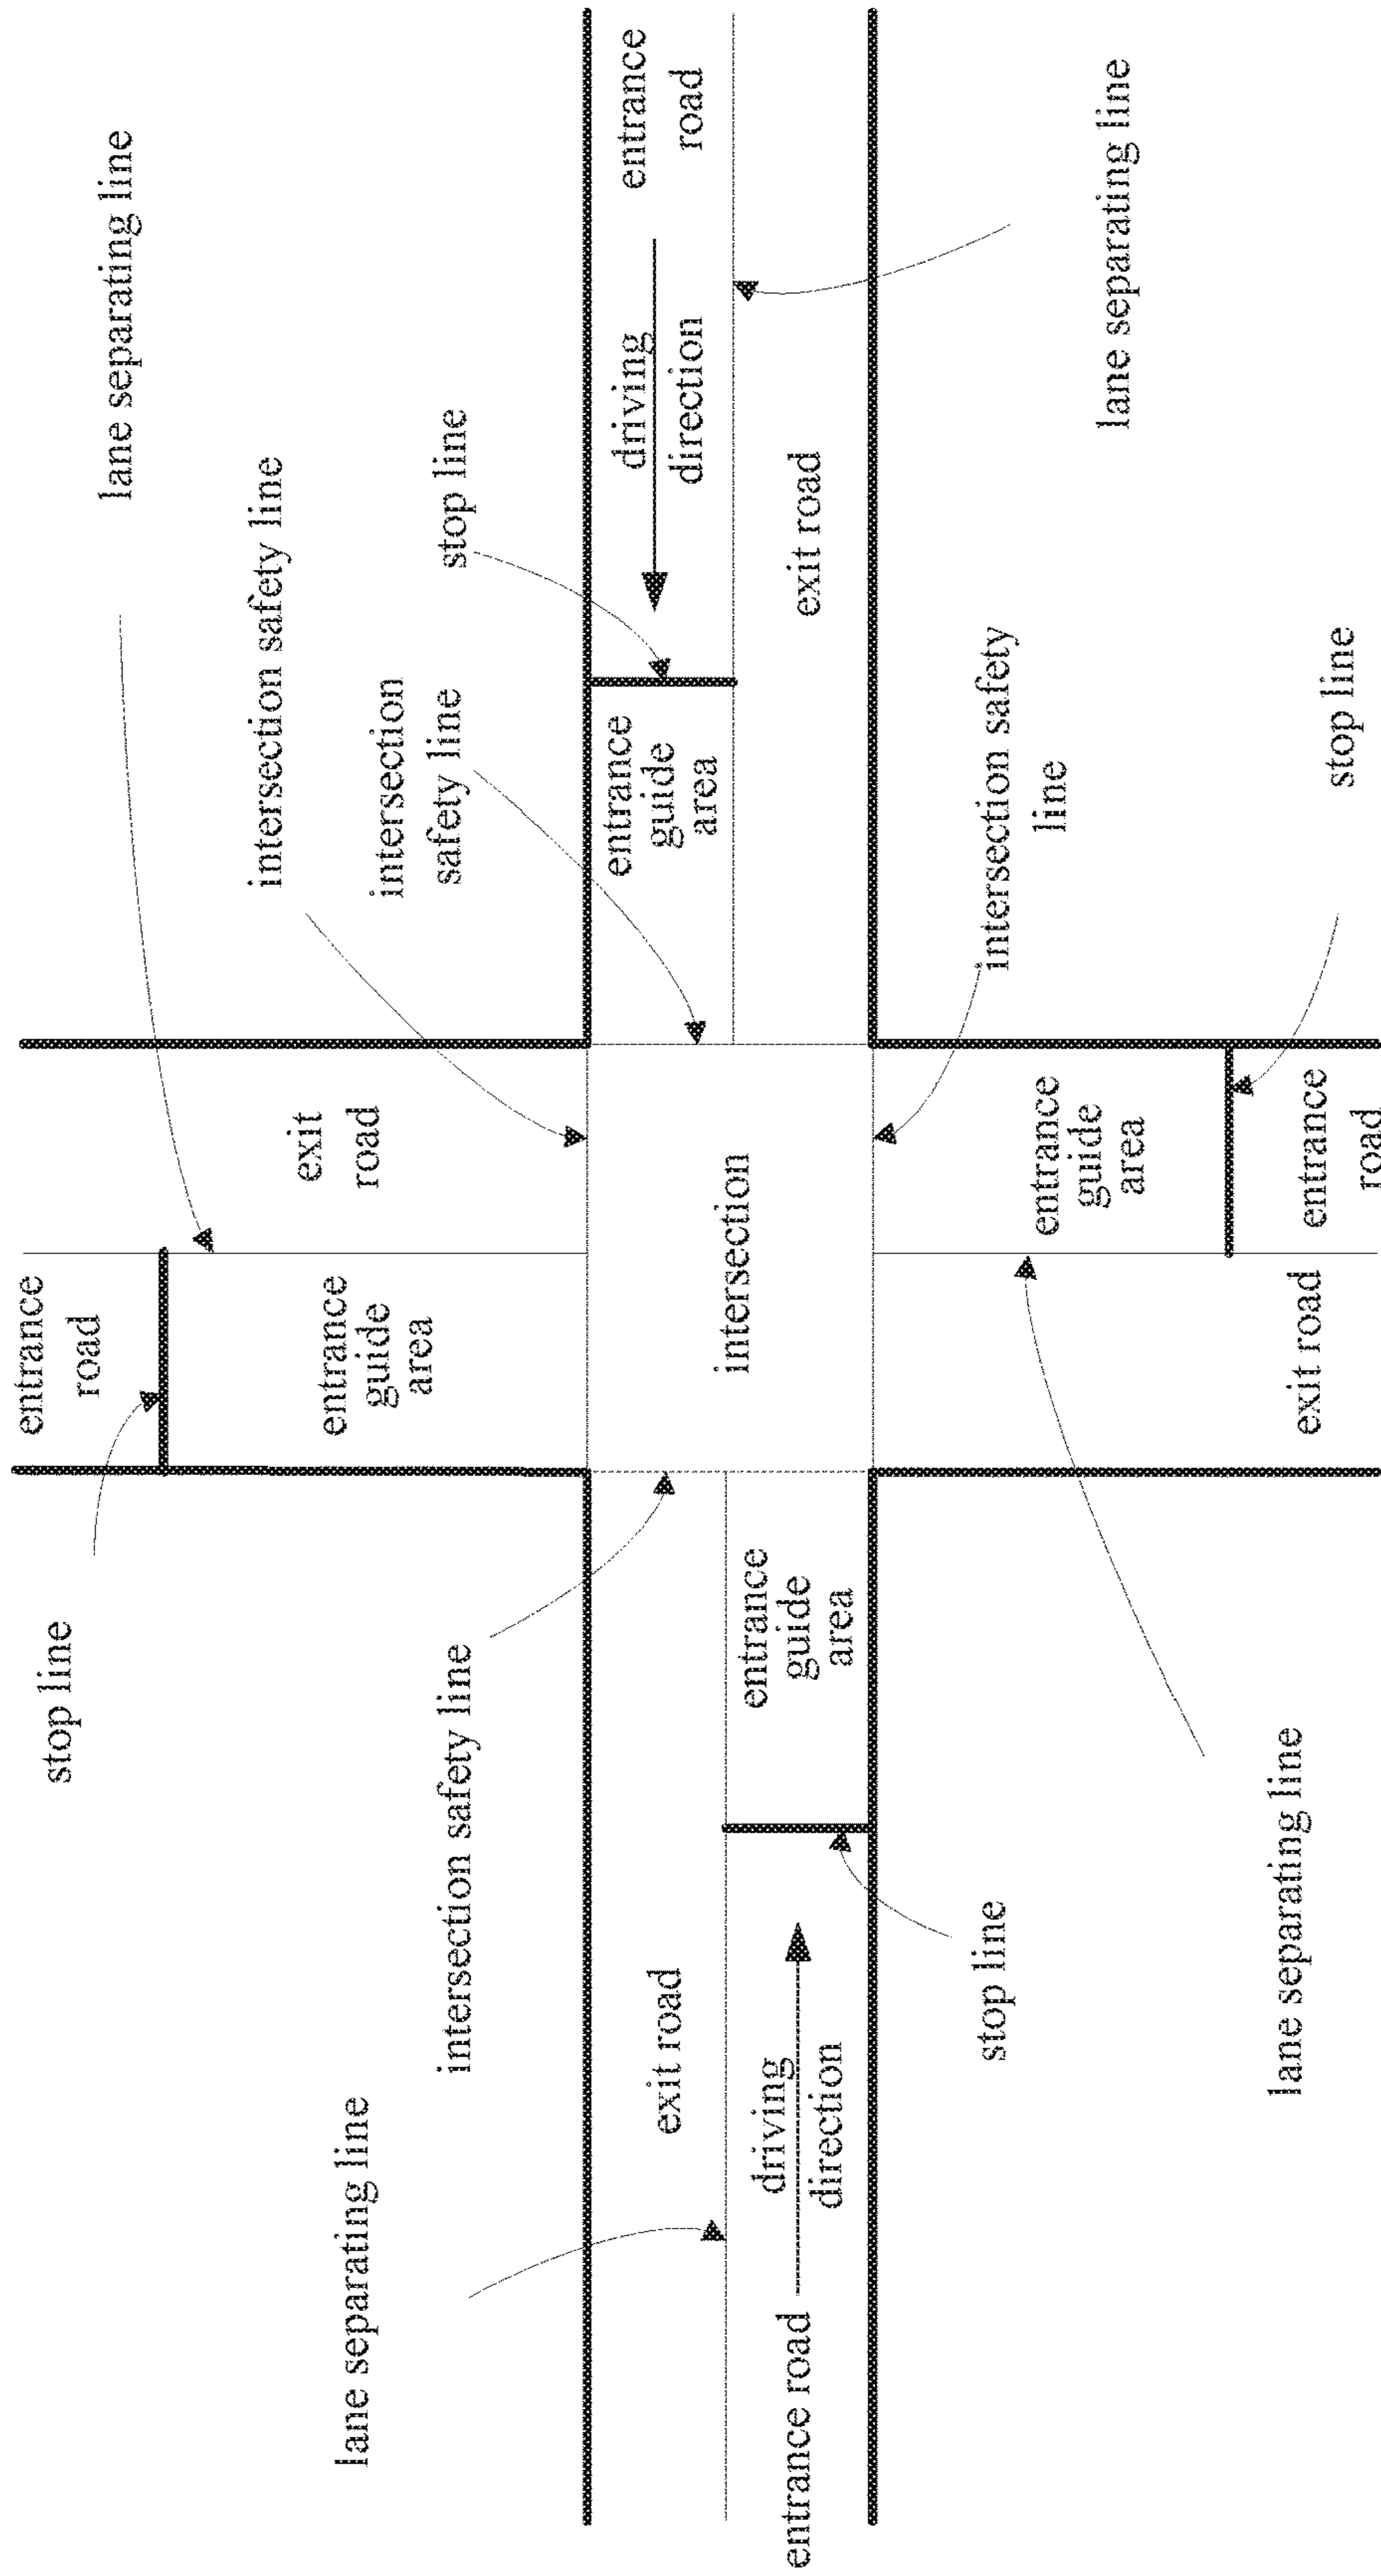 stop line
entrance
road
lane separating line
lane separating line
entrance
guide
area
exit
road
intersection safety line
intersection
safety line
stop line
intersection safety line
exit road
entrance
guide
area
driving
direction
entrance
road
intersection
entrance road
driving
direction
entrance
guide
area
exit road
stop line
intersection safety
line
entrance
guide
area
lane separating line
lane separating line
exit road
entrance
road
stop line